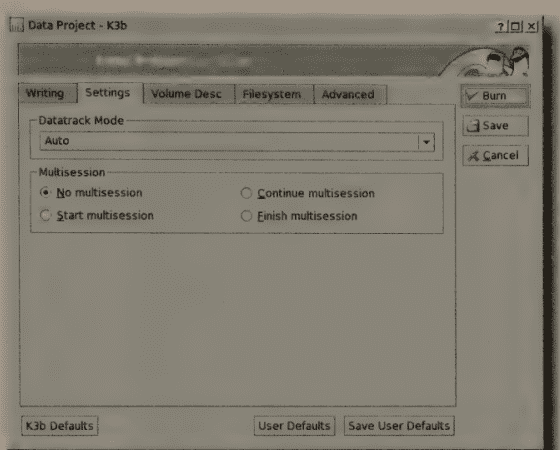 Data Project - K3b
Writing Settings Volume Desc Filesystem Advanced
Burn
Save
Cancel
Datatrack Mode
Auto
Multisession
No multisession Continue multisession
Start multisession Finish multisession
K3b Defaults User Defaults Save User Defaults